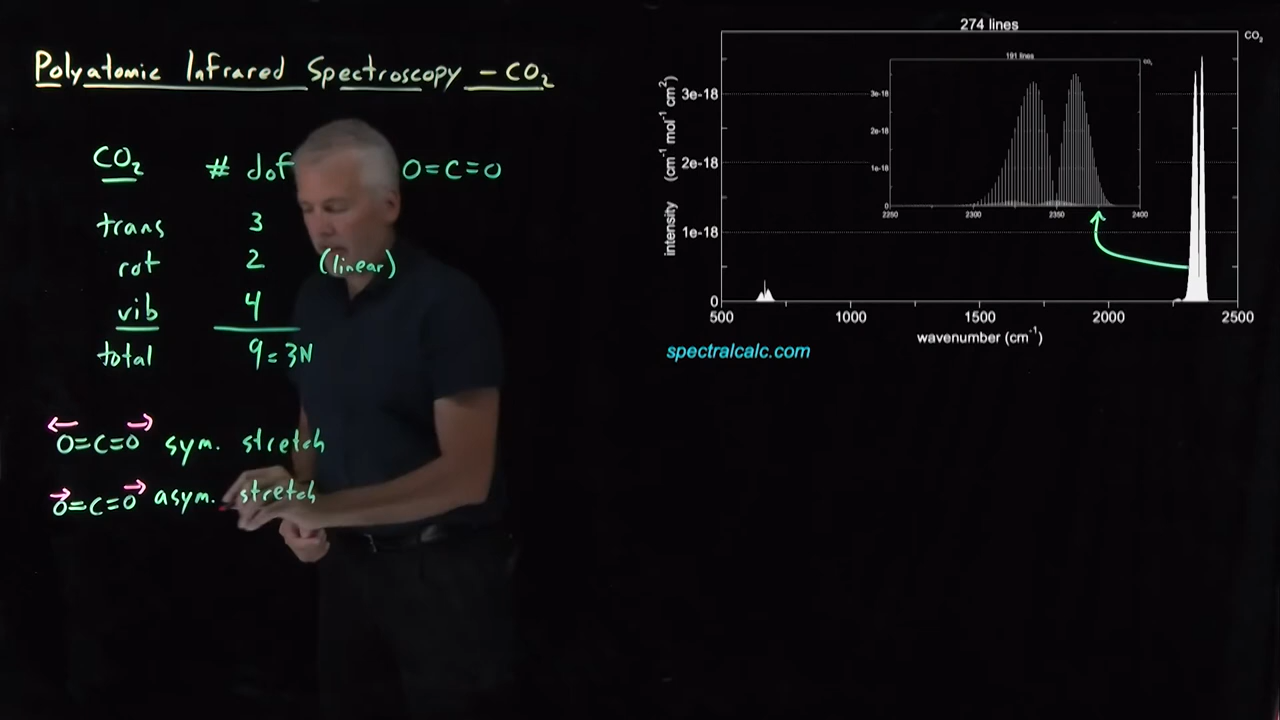 Polyatomic Infrared Spectroscopy - CO2
CO2 # dof O=C=O
trans 3
rot 2 (linear)
vib 4
total 9 = 3N
O=C=O sym. stretch
O=C=O asym. stretch
274 lines
CO2
intensity (cm-1 mol-1 cm2)
3e-18
2e-18
1e-18
0
500 1000 1500 2000 2500
wavenumber (cm-1)
191 lines
3e-18
2e-18
1e-18
0
2250 2300 2350 2400
spectralcalc.com